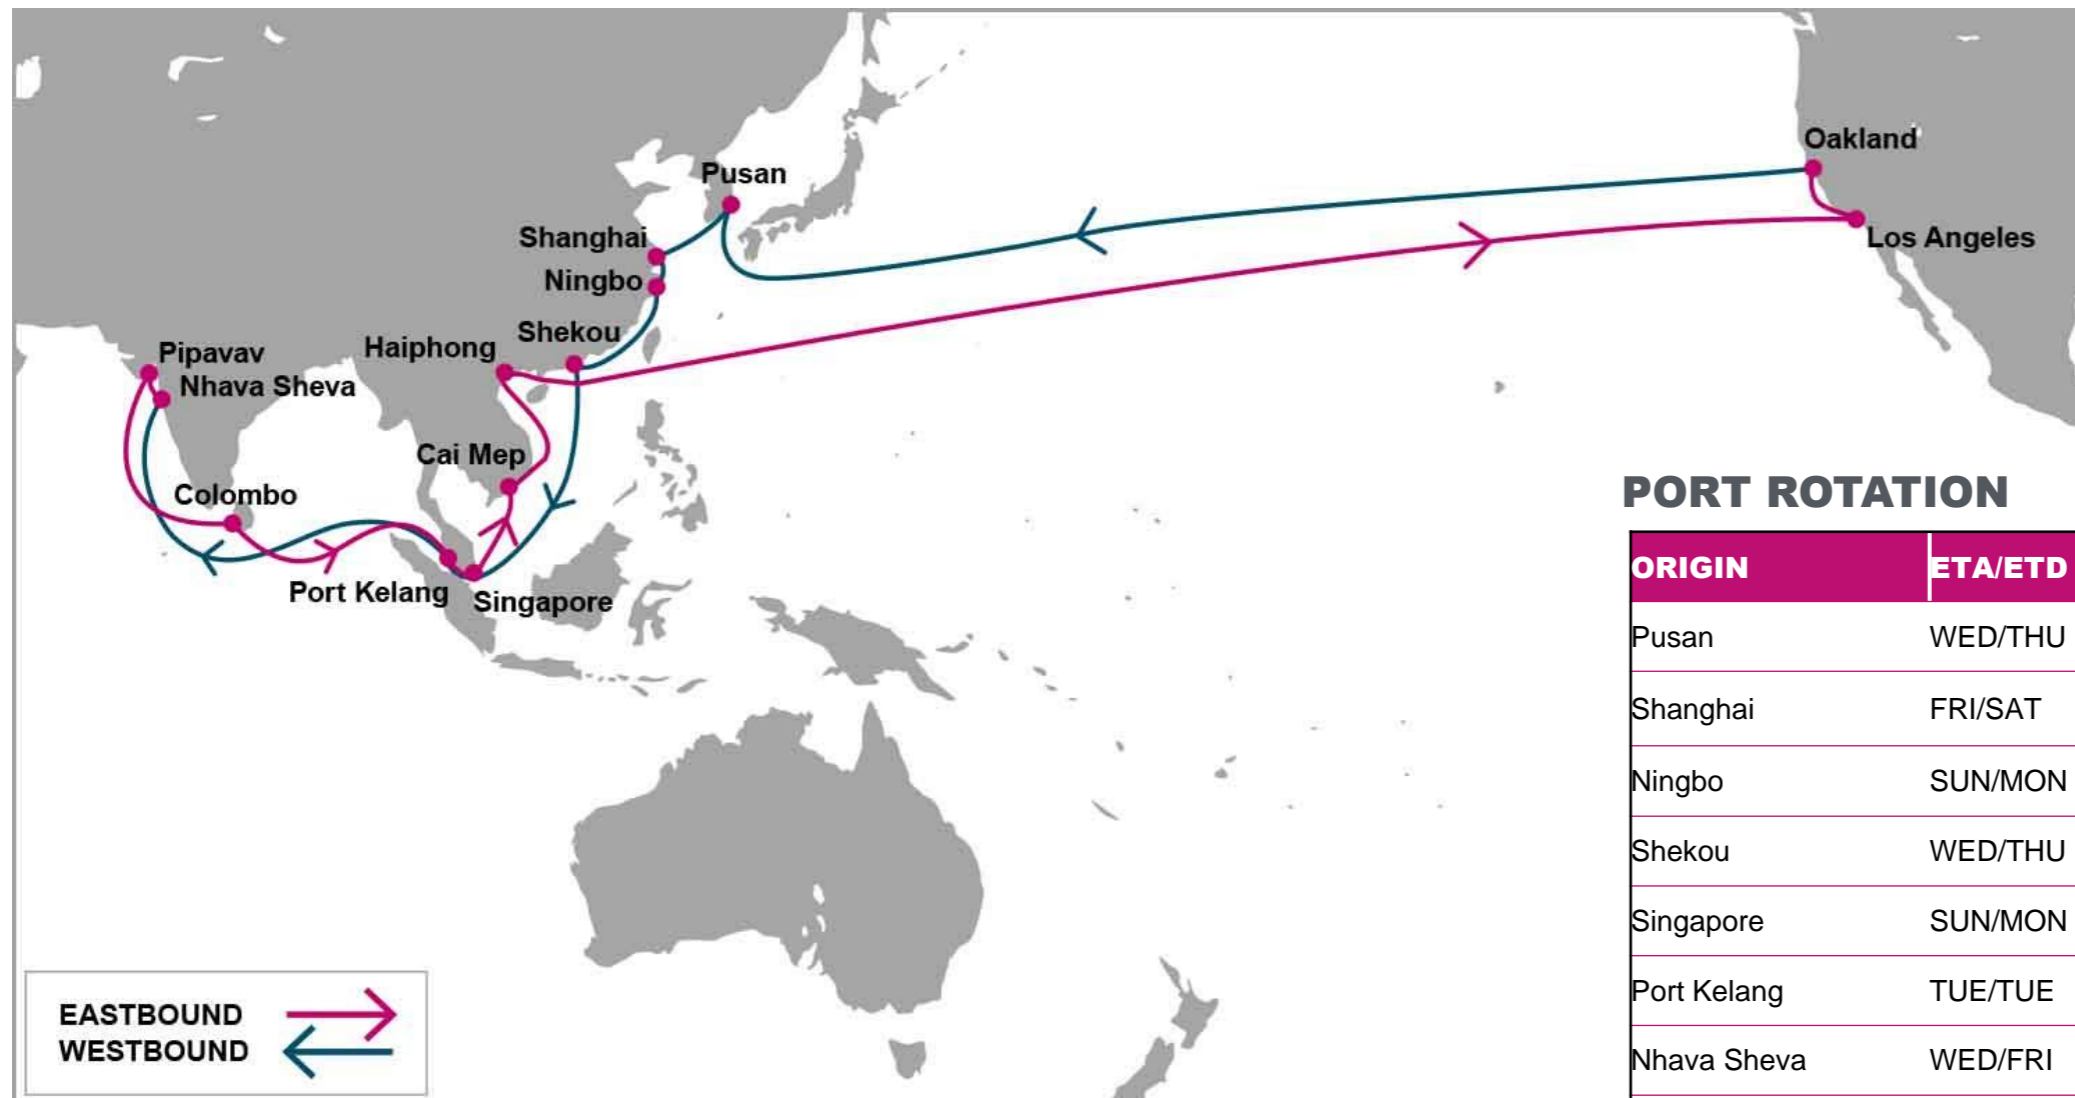 Oakland
Pusan
Los Angeles
Shanghai
Ningbo
Shekou
Haiphong
Pipavav
Nhava Sheva
Cai Mep
Colombo
Port Kelang
Singapore
EASTBOUND
WESTBOUND
PORT ROTATION
ORIGIN ETA/ETD
Pusan WED/THU
Shanghai FRI/SAT
Ningbo SUN/MON
Shekou WED/THU
Singapore SUN/MON
Port Kelang TUE/TUE
Nhava Sheva WED/FRI